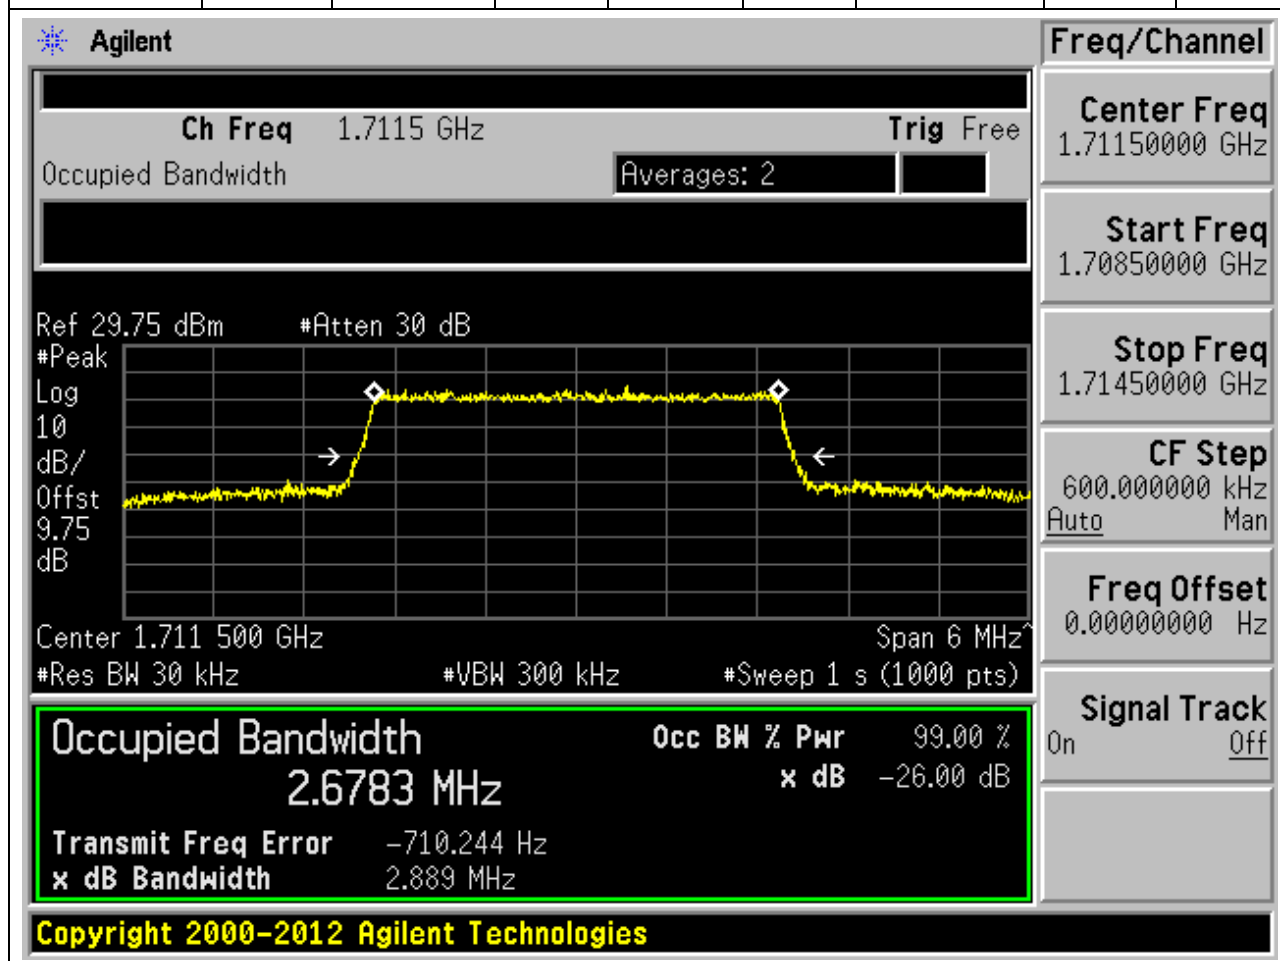 Agilent
Freq/Channel
Ch Freq 1.7115 GHz Trig Free
Occupied Bandwidth Averages: 2
Center Freq
1.71150000 GHz
Start Freq
1.70850000 GHz
Stop Freq
1.71450000 GHz
CF Step
600.000000 kHz
Auto Man
Freq Offset
0.00000000 Hz
Signal Track
On Off
Ref 29.75 dBm #Atten 30 dB
#Peak
Log
10
dB/
Offst
9.75
dB
Center 1.711 500 GHz Span 6 MHz^
#Res BW 30 kHz #VBW 300 kHz #Sweep 1 s (1000 pts)
Occupied Bandwidth Occ BW % Pwr 99.00 %
2.6783 MHz x dB -26.00 dB
Transmit Freq Error -710.244 Hz
x dB Bandwidth 2.889 MHz
Copyright 2000-2012 Agilent Technologies